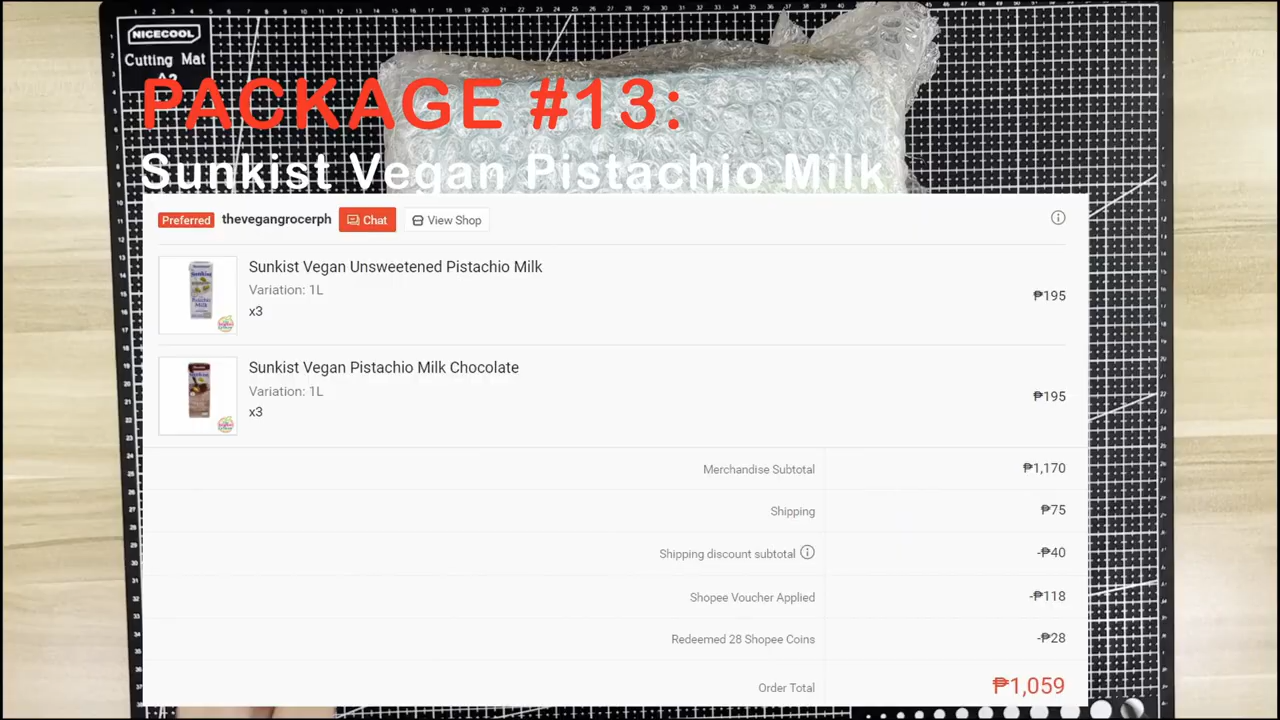 NICECOOL
Cutting Mat
A2
PACKAGE #13:
Sunkist Vegan Pistachio Milk
Preferred thevegangrocerph Chat View Shop
Sunkist Vegan Unsweetened Pistachio Milk
Variation: 1L
x3
₱195
Sunkist Vegan Pistachio Milk Chocolate
Variation: 1L
x3
₱195
Merchandise Subtotal ₱1,170
Shipping ₱75
Shipping discount subtotal -₱40
Shopee Voucher Applied -₱118
Redeemed 28 Shopee Coins -₱28
Order Total ₱1,059